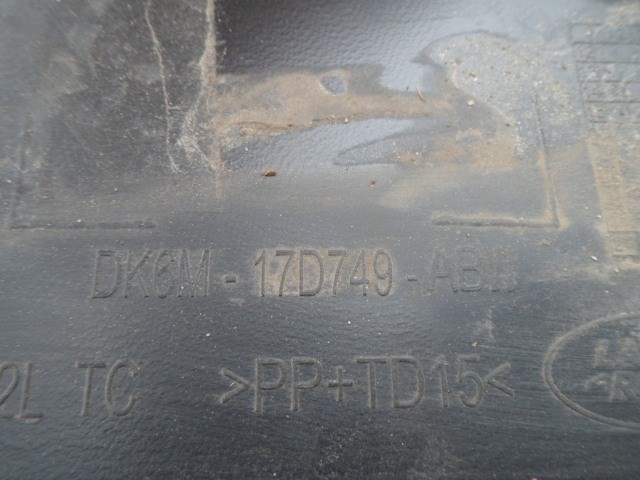 DK6M - 17D749 - AB
2L TC >PP+TD15<